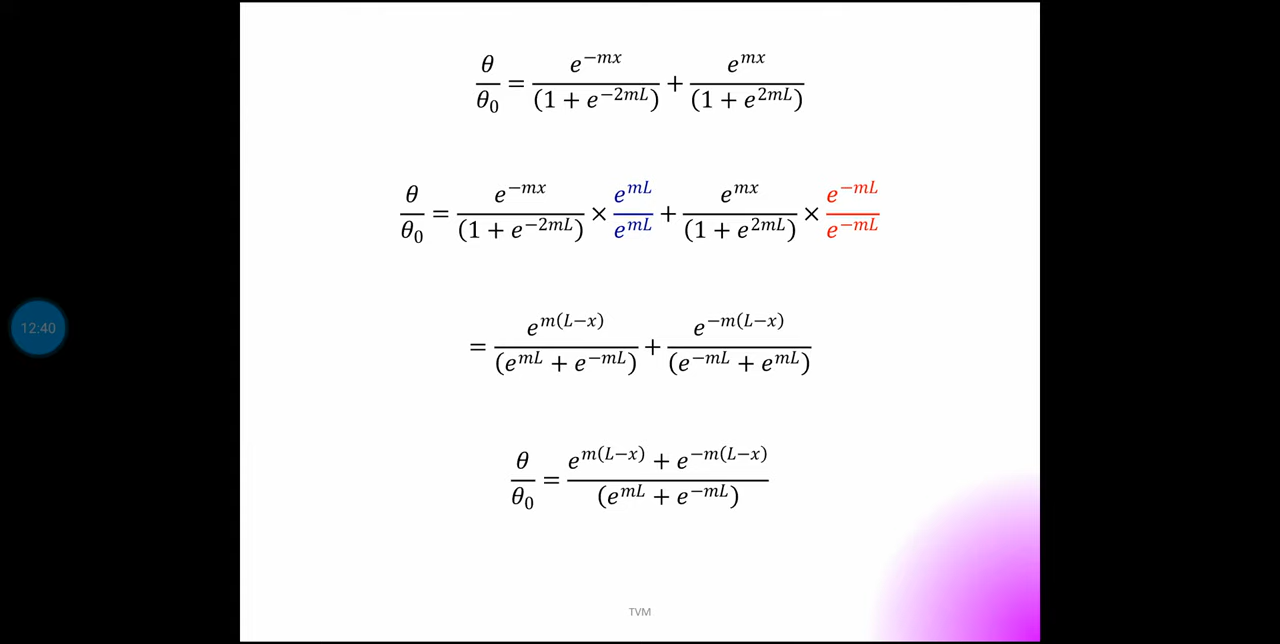 θ/θ₀ = e^{−mx}/(1 + e^{−2mL}) + e^{mx}/(1 + e^{2mL})
θ/θ₀ = e^{−mx}/(1 + e^{−2mL}) × e^{mL}/e^{mL} + e^{mx}/(1 + e^{2mL}) × e^{−mL}/e^{−mL}
12:40
= e^{m(L−x)}/(e^{mL} + e^{−mL}) + e^{−m(L−x)}/(e^{−mL} + e^{mL})
θ/θ₀ = (e^{m(L−x)} + e^{−m(L−x)})/(e^{mL} + e^{−mL})
TVM